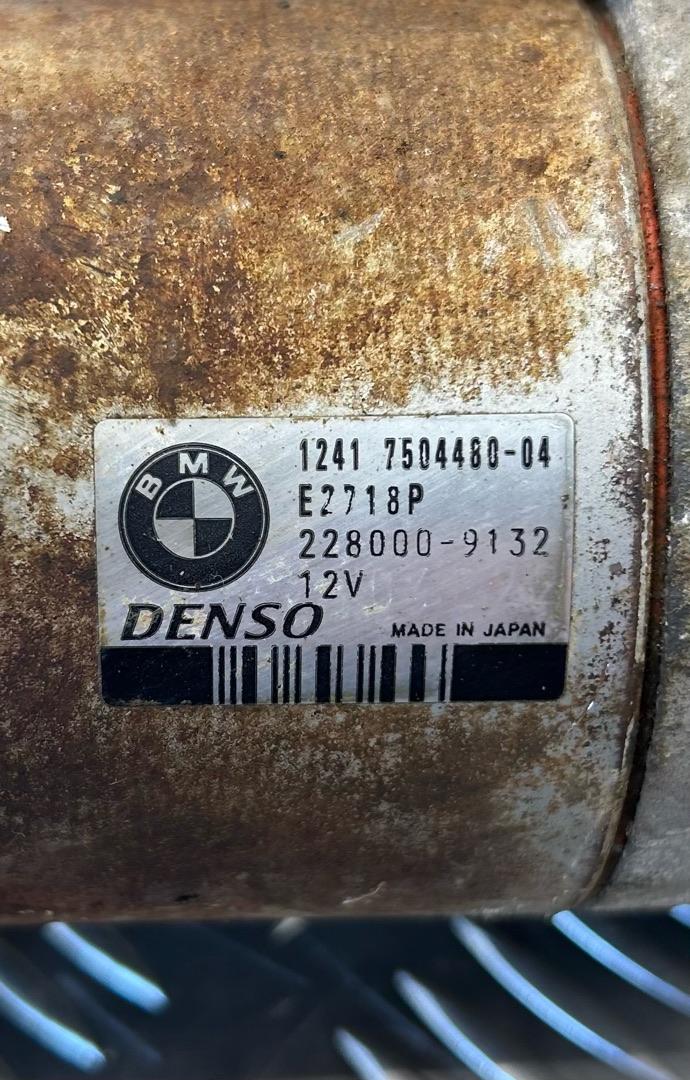 BMW
1241 7504480-04
E2718P
228000-9132
12V
DENSO
MADE IN JAPAN